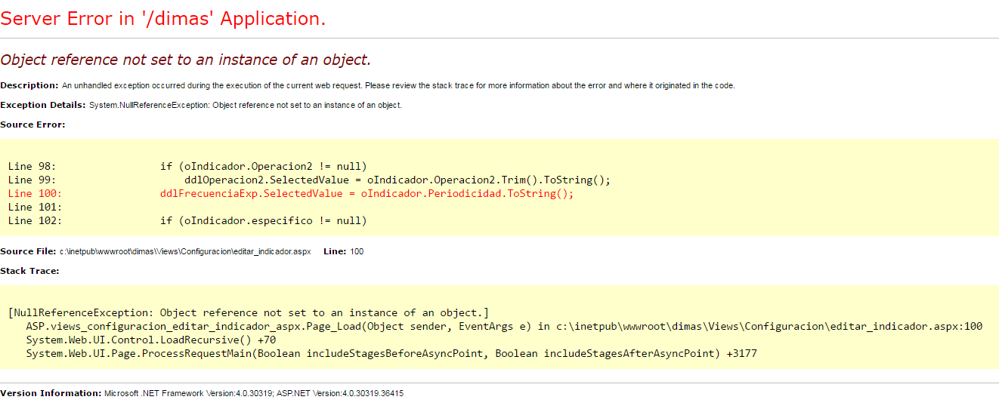 Server Error in '/dimas' Application.
Object reference not set to an instance of an object.
Description: An unhandled exception occurred during the execution of the current web request. Please review the stack trace for more information about the error and where it originated in the code.
Exception Details: System.NullReferenceException: Object reference not set to an instance of an object.
Source Error:
Line 98:                if (oIndicador.Operacion2 != null)
Line 99:                    ddlOperacion2.SelectedValue = oIndicador.Operacion2.Trim().ToString();
Line 100:                ddlFrecuenciaExp.SelectedValue = oIndicador.Periodicidad.ToString();
Line 101:
Line 102:                if (oIndicador.especifico != null)
Source File: c:\inetpub\wwwroot\dimas\Views\Configuracion\editar_indicador.aspx    Line: 100
Stack Trace:
[NullReferenceException: Object reference not set to an instance of an object.]
   ASP.views_configuracion_editar_indicador_aspx.Page_Load(Object sender, EventArgs e) in c:\inetpub\wwwroot\dimas\Views\Configuracion\editar_indicador.aspx:100
   System.Web.UI.Control.LoadRecursive() +70
   System.Web.UI.Page.ProcessRequestMain(Boolean includeStagesBeforeAsyncPoint, Boolean includeStagesAfterAsyncPoint) +3177
Version Information: Microsoft .NET Framework Version:4.0.30319; ASP.NET Version:4.0.30319.36415